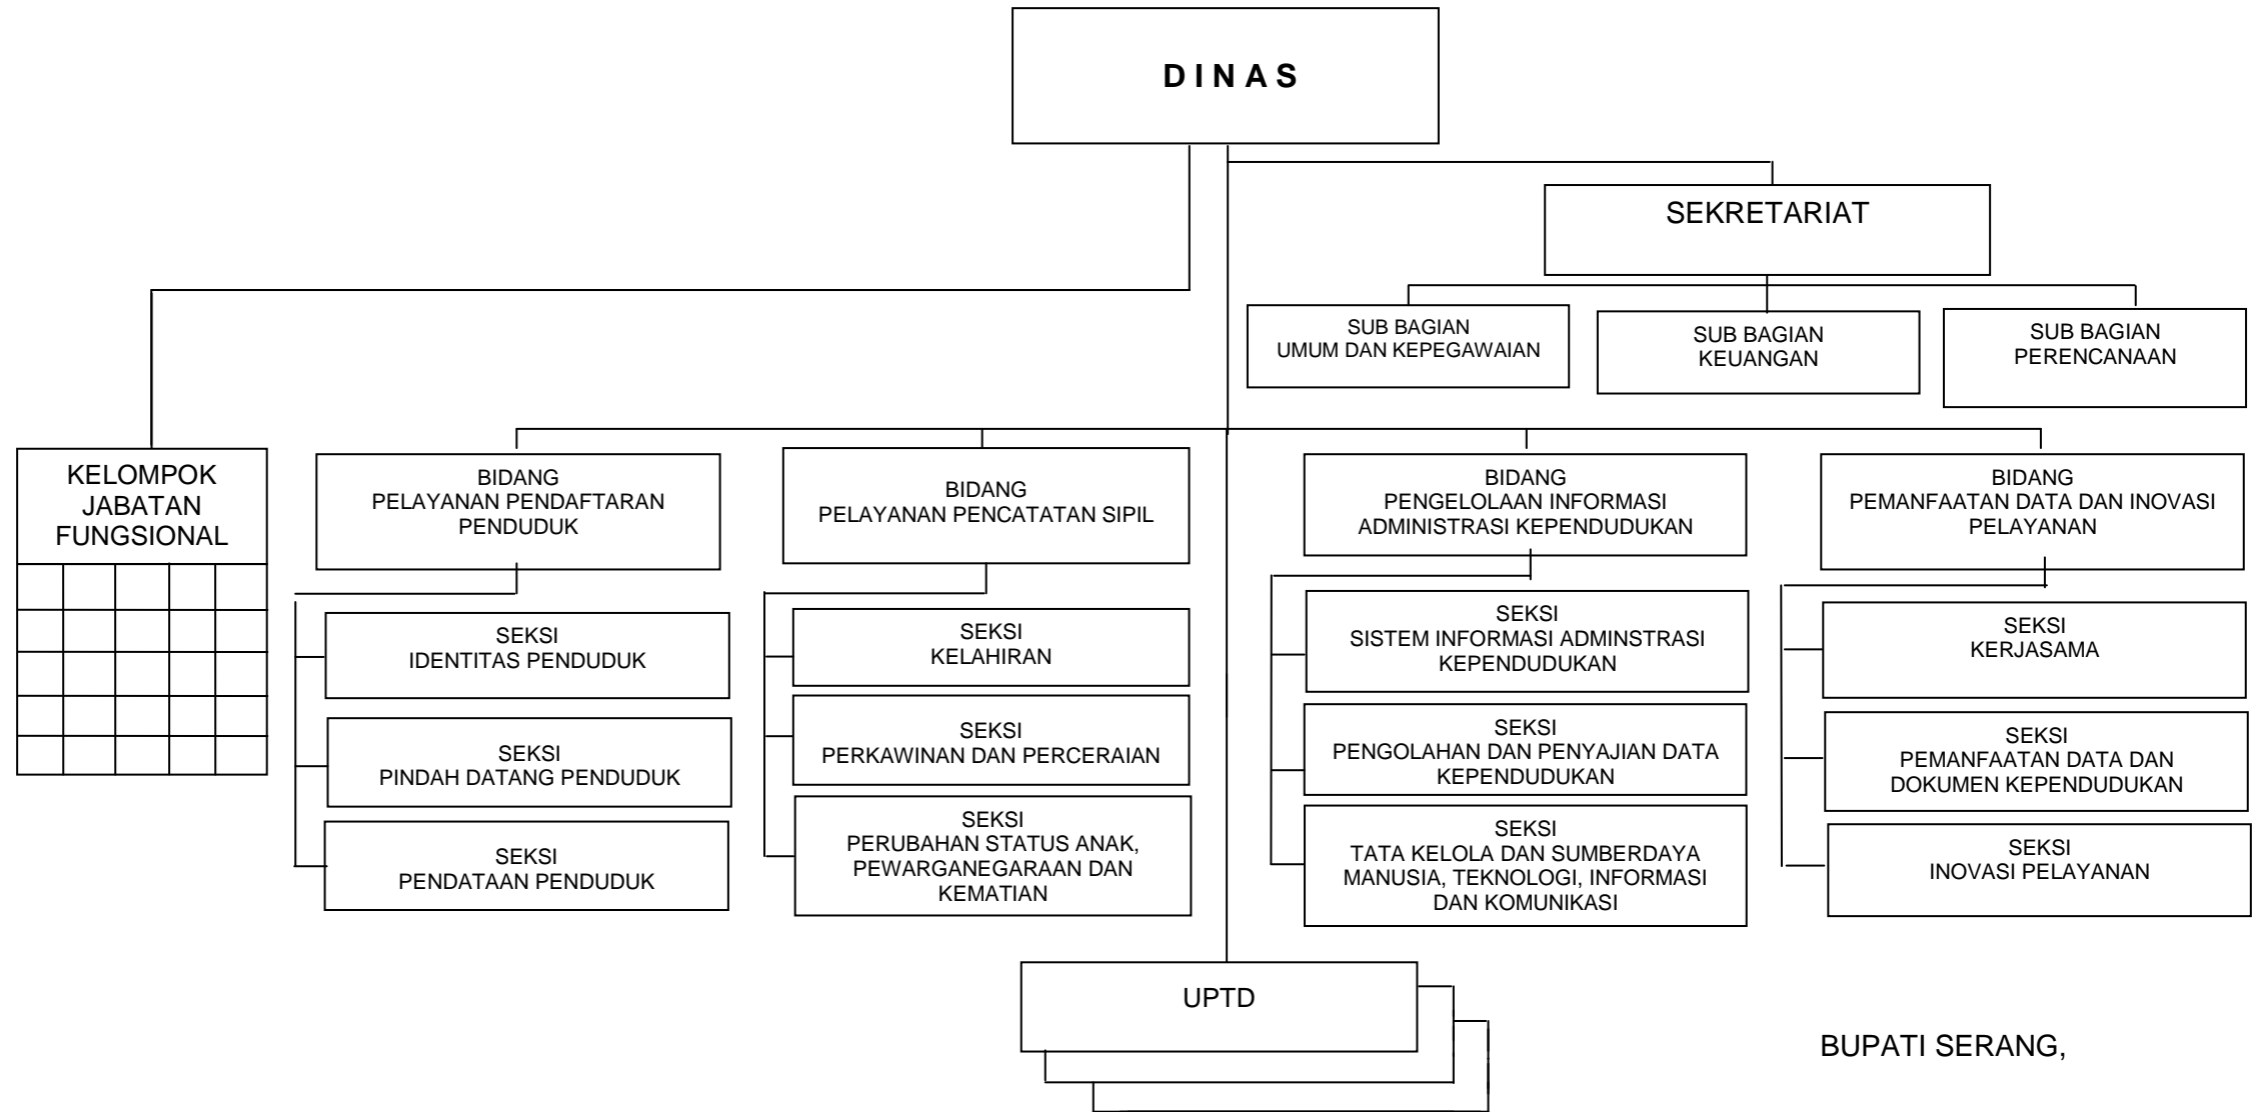 D I N A S
SEKRETARIAT
SUB BAGIAN
UMUM DAN KEPEGAWAIAN
SUB BAGIAN
KEUANGAN
SUB BAGIAN
PERENCANAAN
KELOMPOK
JABATAN
FUNGSIONAL
BIDANG
PELAYANAN PENDAFTARAN
PENDUDUK
BIDANG
PELAYANAN PENCATATAN SIPIL
BIDANG
PENGELOLAAN INFORMASI
ADMINISTRASI KEPENDUDUKAN
BIDANG
PEMANFAATAN DATA DAN INOVASI
PELAYANAN
SEKSI
IDENTITAS PENDUDUK
SEKSI
PINDAH DATANG PENDUDUK
SEKSI
PENDATAAN PENDUDUK
SEKSI
KELAHIRAN
SEKSI
PERKAWINAN DAN PERCERAIAN
SEKSI
PERUBAHAN STATUS ANAK,
PEWARGANEGARAAN DAN
KEMATIAN
SEKSI
SISTEM INFORMASI ADMINSTRASI
KEPENDUDUKAN
SEKSI
PENGOLAHAN DAN PENYAJIAN DATA
KEPENDUDUKAN
SEKSI
TATA KELOLA DAN SUMBERDAYA
MANUSIA, TEKNOLOGI, INFORMASI
DAN KOMUNIKASI
SEKSI
KERJASAMA
SEKSI
PEMANFAATAN DATA DAN
DOKUMEN KEPENDUDUKAN
SEKSI
INOVASI PELAYANAN
UPTD
BUPATI SERANG,